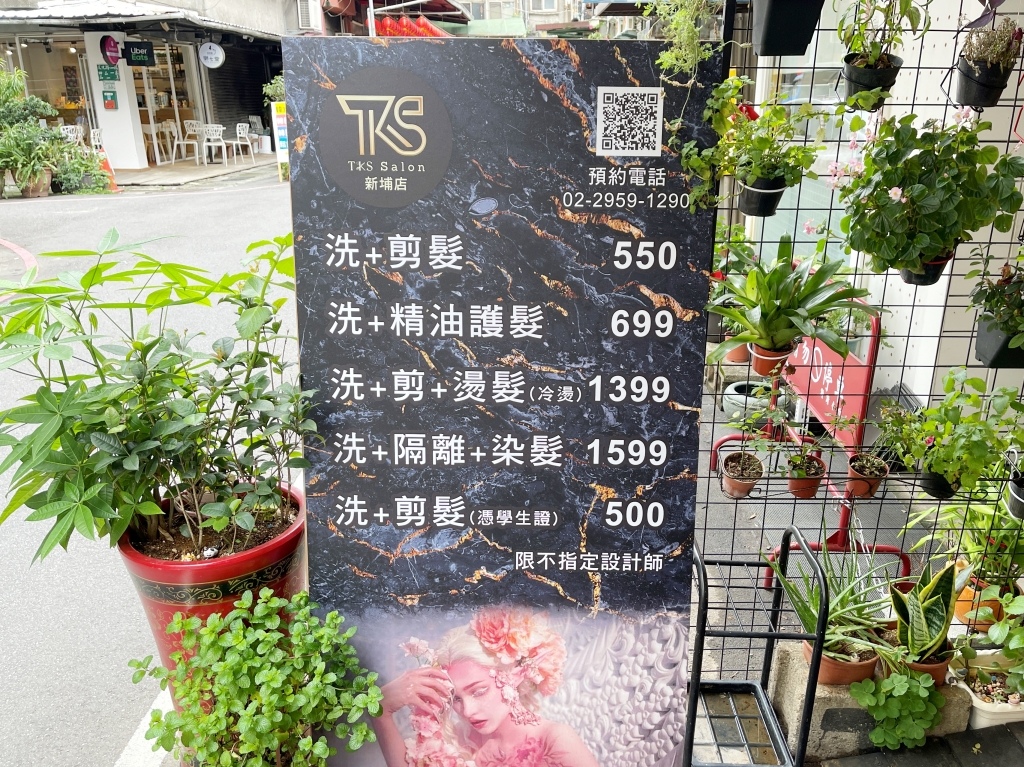 Uber
Eats
TKS
TKS Salon
新埔店
預約電話
02-2959-1290
洗+剪髮 550
洗+精油護髮 699
洗+剪+燙髮(冷燙) 1399
洗+隔離+染髮 1599
洗+剪髮(憑學生證) 500
限不指定設計師